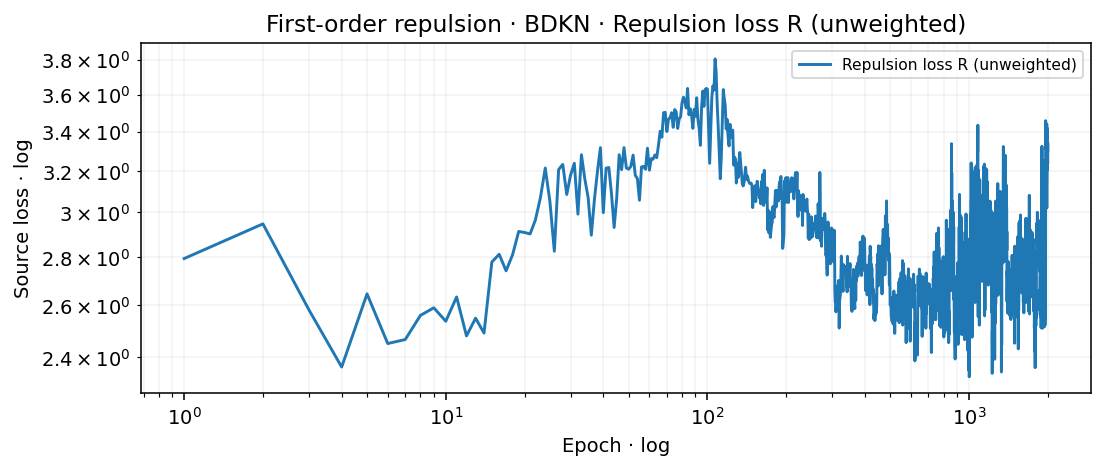 First-order repulsion · BDKN · Repulsion loss R (unweighted)
3.8 × 10⁰
3.6 × 10⁰
3.4 × 10⁰
3.2 × 10⁰
3 × 10⁰
2.8 × 10⁰
2.6 × 10⁰
2.4 × 10⁰
Source loss · log
Repulsion loss R (unweighted)
10⁰ 10¹ 10² 10³
Epoch · log